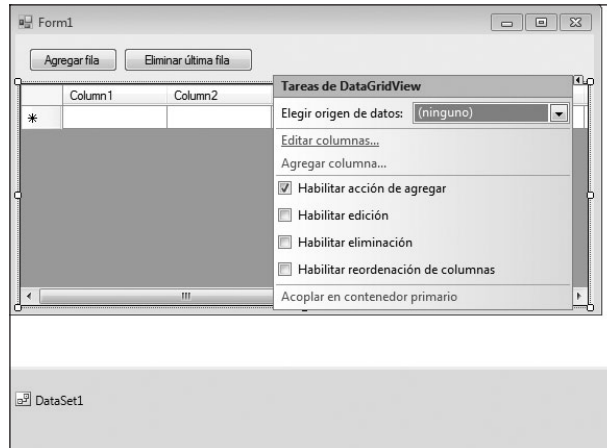 Form1
Agregar fila
Eliminar última fila
Column1
Column2
Tareas de DataGridView
Elegir origen de datos: (ninguno)
Editar columnas...
Agregar columna...
Habilitar acción de agregar
Habilitar edición
Habilitar eliminación
Habilitar reordenación de columnas
Acoplar en contenedor primario
DataSet1